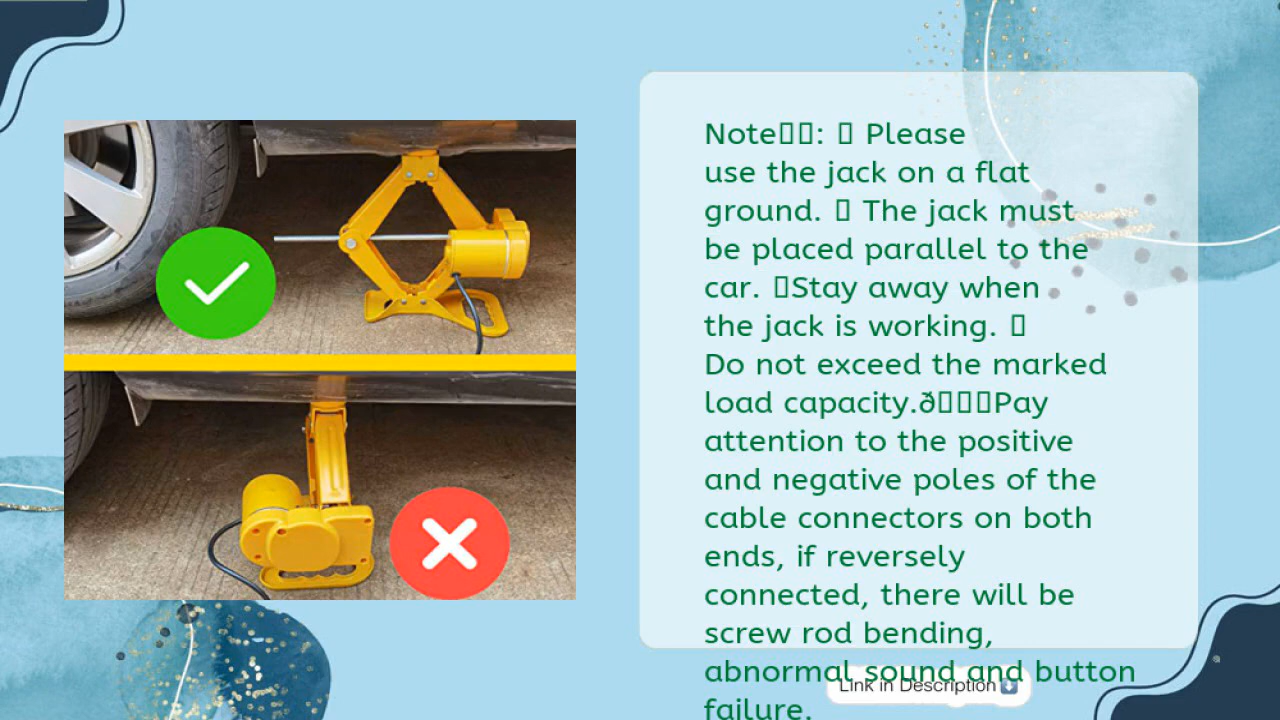 Note▯▯: ▯ Please
use the jack on a flat
ground. ▯ The jack must
be placed parallel to the
car. ▯Stay away when
the jack is working. ▯
Do not exceed the marked
load capacity.ð▯▯▯Pay
attention to the positive
and negative poles of the
cable connectors on both
ends, if reversely
connected, there will be
screw rod bending,
abnormal sound and button
failure.
Link in Description⬇️